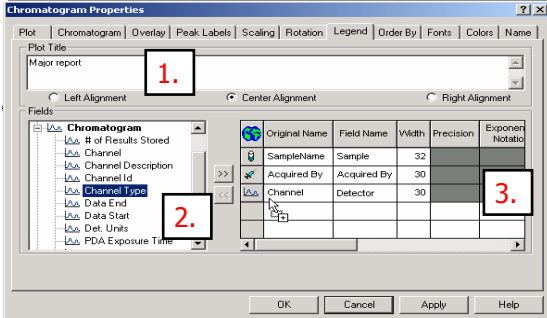 Chromatogram Properties
Plot Chromatogram Overlay Peak Labels Scaling Rotation Legend Order By Fonts Colors Name
Plot Title
Major report
1.
Left Alignment Center Alignment Right Alignment
Fields
Chromatogram
# of Results Stored
Channel
Channel Description
Channel Id
Channel Type
Data End
Data Start
Det. Units
PDA Exposure Time
>>
<<
2.
Original Name Field Name Width Precision Exponen
Notatio
SampleName Sample 32
Acquired By Acquired By 30
Channel Detector 30
3.
OK Cancel Apply Help